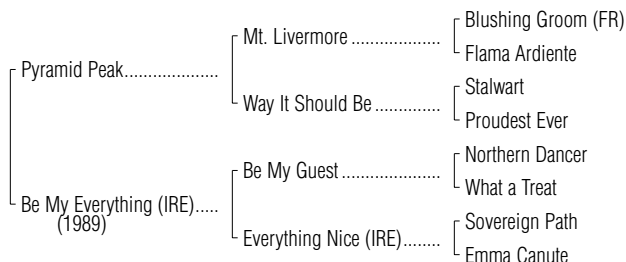 Blushing Groom (FR)
Mt. Livermore ...................
Flama Ardiente
Pyramid Peak....................
Stalwart
Way It Should Be ..............
Proudest Ever
Northern Dancer
Be My Guest .....................
What a Treat
Be My Everything (IRE).....
(1989)
Sovereign Path
Everything Nice (IRE)........
Emma Canute